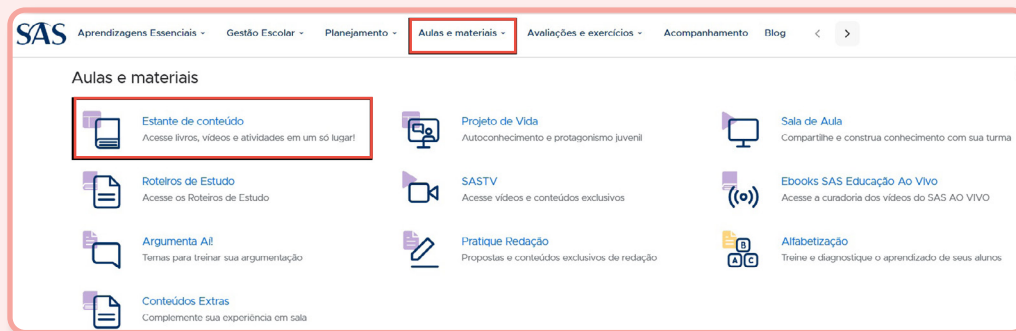 SAS Aprendizagens Essenciais Gestão Escolar Planejamento Aulas e materiais Avaliações e exercícios Acompanhamento Blog < >
Aulas e materiais
Estante de conteúdo
Acesse livros, vídeos e atividades em um só lugar!
Projeto de Vida
Autoconhecimento e protagonismo juvenil
Sala de Aula
Compartilhe e construa conhecimento com sua turma
Roteiros de Estudo
Acesse os Roteiros de Estudo
SASTV
Acesse vídeos e conteúdos exclusivos
Ebooks SAS Educação Ao Vivo
Acesse a curadoria dos vídeos do SAS AO VIVO
Argumenta Aí!
Temas para treinar sua argumentação
Pratique Redação
Propostas e conteúdos exclusivos de redação
B
A C
Alfabetização
Treine e diagnostique o aprendizado de seus alunos
Conteúdos Extras
Complemente sua experiência em sala